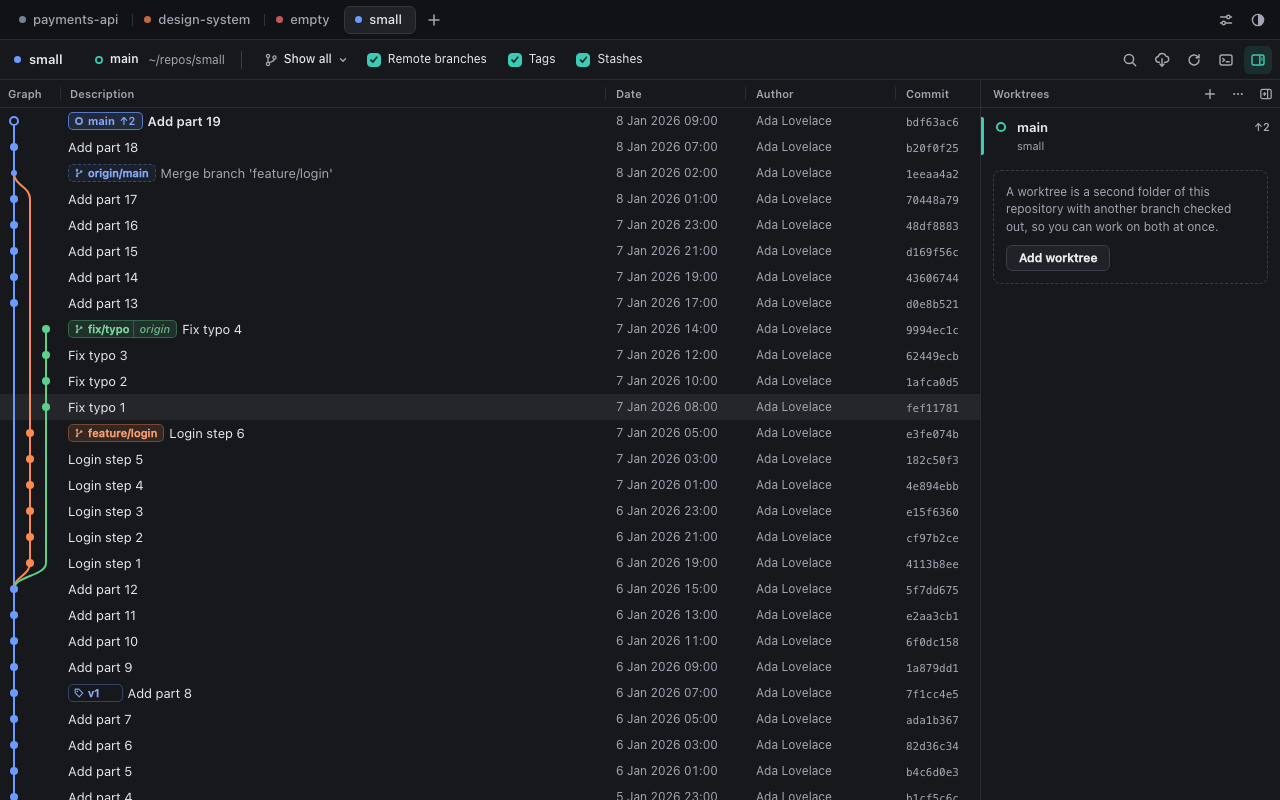 payments-api design-system empty small
small main ~/repos/small Show all Remote branches Tags Stashes
Graph Description Date Author Commit Worktrees
main ↑2 Add part 19 8 Jan 2026 09:00 Ada Lovelace bdf63ac6
Add part 18 8 Jan 2026 07:00 Ada Lovelace b20f0f25
origin/main Merge branch 'feature/login' 8 Jan 2026 02:00 Ada Lovelace 1eeaa4a2
Add part 17 8 Jan 2026 01:00 Ada Lovelace 70448a79
Add part 16 7 Jan 2026 23:00 Ada Lovelace 48df8883
Add part 15 7 Jan 2026 21:00 Ada Lovelace d169f56c
Add part 14 7 Jan 2026 19:00 Ada Lovelace 43606744
Add part 13 7 Jan 2026 17:00 Ada Lovelace d0e8b521
fix/typo origin Fix typo 4 7 Jan 2026 14:00 Ada Lovelace 9994ec1c
Fix typo 3 7 Jan 2026 12:00 Ada Lovelace 62449ecb
Fix typo 2 7 Jan 2026 10:00 Ada Lovelace 1afca0d5
Fix typo 1 7 Jan 2026 08:00 Ada Lovelace fef11781
feature/login Login step 6 7 Jan 2026 05:00 Ada Lovelace e3fe074b
Login step 5 7 Jan 2026 03:00 Ada Lovelace 182c50f3
Login step 4 7 Jan 2026 01:00 Ada Lovelace 4e894ebb
Login step 3 6 Jan 2026 23:00 Ada Lovelace e15f6360
Login step 2 6 Jan 2026 21:00 Ada Lovelace cf97b2ce
Login step 1 6 Jan 2026 19:00 Ada Lovelace 4113b8ee
Add part 12 6 Jan 2026 15:00 Ada Lovelace 5f7dd675
Add part 11 6 Jan 2026 13:00 Ada Lovelace e2aa3cb1
Add part 10 6 Jan 2026 11:00 Ada Lovelace 6f0dc158
Add part 9 6 Jan 2026 09:00 Ada Lovelace 1a879dd1
v1 Add part 8 6 Jan 2026 07:00 Ada Lovelace 7f1cc4e5
Add part 7 6 Jan 2026 05:00 Ada Lovelace ada1b367
Add part 6 6 Jan 2026 03:00 Ada Lovelace 82d36c34
Add part 5 6 Jan 2026 01:00 Ada Lovelace b4c6d0e3
Add part 4 5 Jan 2026 23:00 Ada Lovelace b1cf5c6c
main ↑2
small
A worktree is a second folder of this
repository with another branch checked
out, so you can work on both at once.
Add worktree